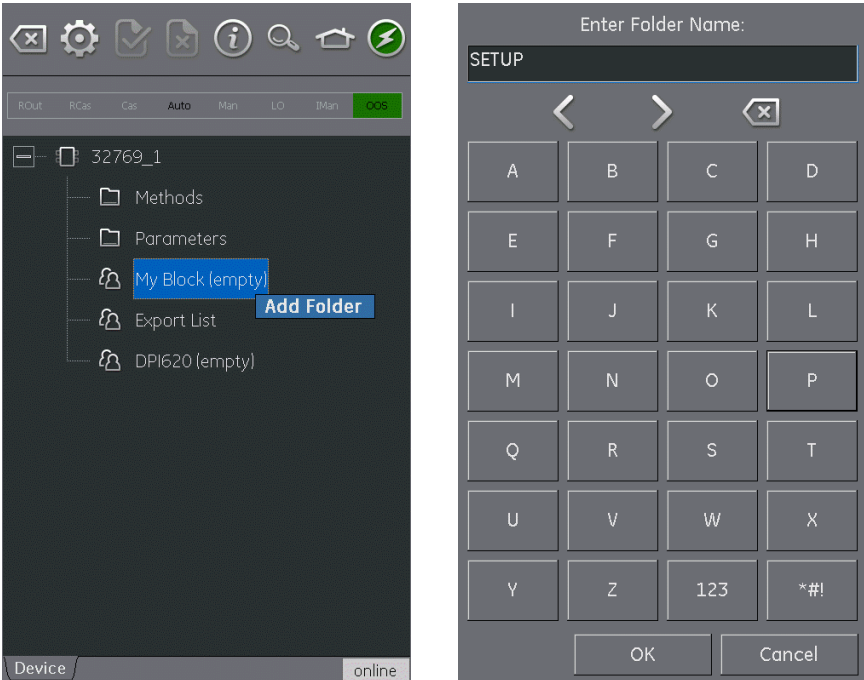 ROut RCas Cas Auto Man LO IMan OOS
32769_1
Methods
Parameters
My Block (empty)
Add Folder
Export List
DPI620 (empty)
Device
online
Enter Folder Name:
SETUP
A B C D
E F G H
I J K L
M N O P
Q R S T
U V W X
Y Z 123 *#!
OK Cancel